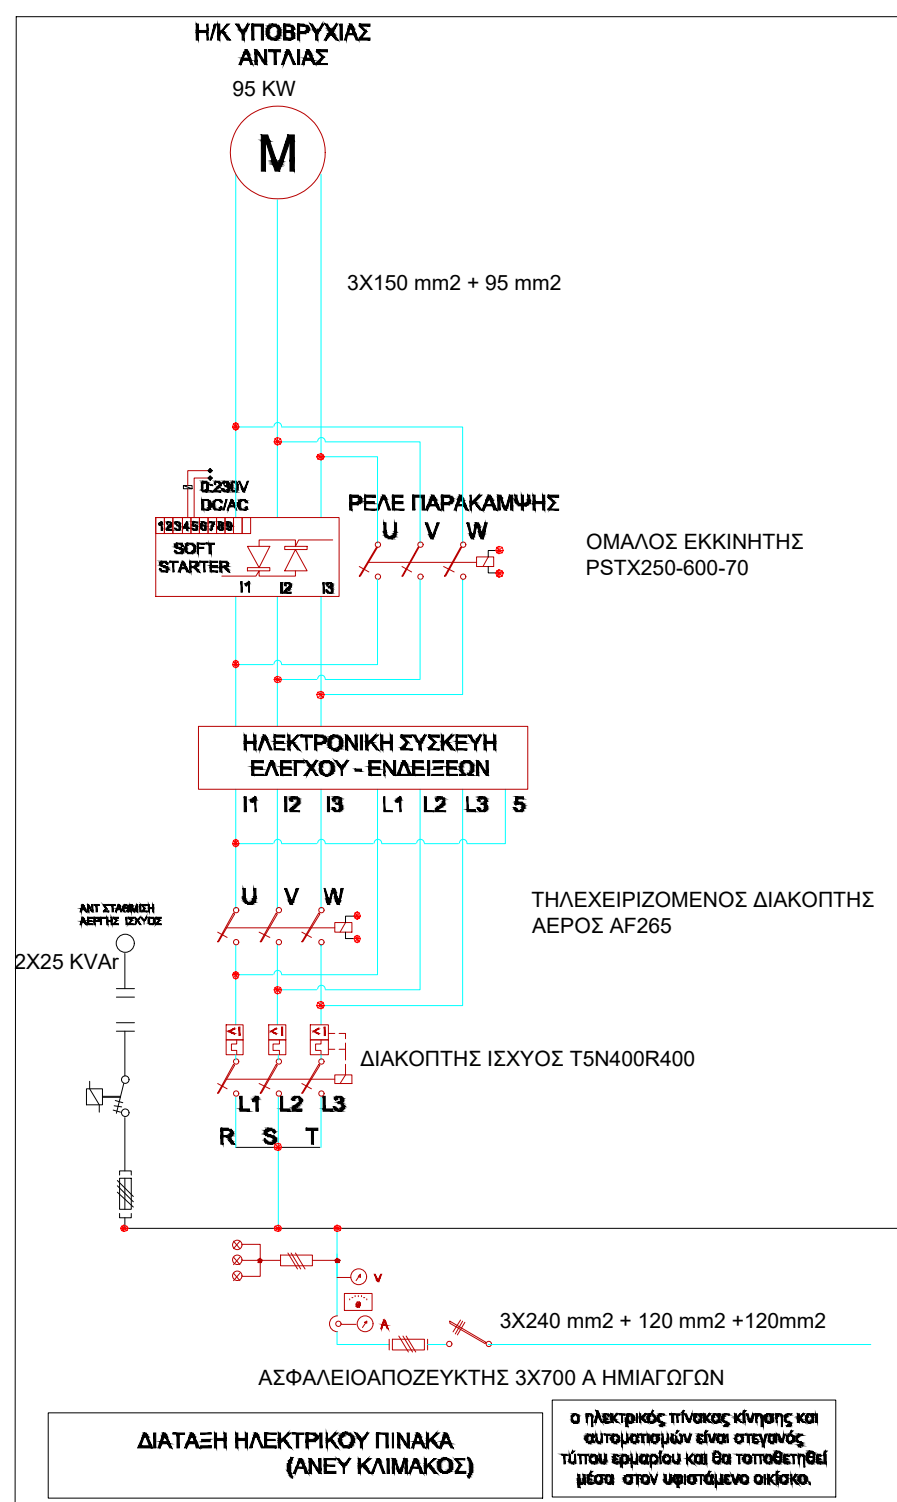 Η/Κ ΥΠΟΒΡΥΧΙΑΣ
ΑΝΤΛΙΑΣ
95 KW
M
3X150 mm2 + 95 mm2
0:230V
DC/AC
ΡΕΛΕ ΠΑΡΑΚΑΜΨΗΣ
123456789
U V W
SOFT
STARTER
I1 I2 I3
ΟΜΑΛΟΣ ΕΚΚΙΝΗΤΗΣ
PSTX250-600-70
ΗΛΕΚΤΡΟΝΙΚΗ ΣΥΣΚΕΥΗ
ΕΛΕΓΧΟΥ - ΕΝΔΕΙΞΕΩΝ
I1 I2 I3 L1 L2 L3 5
U V W
ΤΗΛΕΧΕΙΡΙΖΟΜΕΝΟΣ ΔΙΑΚΟΠΤΗΣ
ΑΕΡΟΣ AF265
ΑΕΡΓΗΣ ΙΣΧΥΟΣ
2X25 KVAr
<I <I <I
ΔΙΑΚΟΠΤΗΣ ΙΣΧΥΟΣ T5N400R400
L1 L2 L3
R S T
V
A
3X240 mm2 + 120 mm2 +120mm2
ΑΣΦΑΛΕΙΟΑΠΟΖΕΥΚΤΗΣ 3X700 A ΗΜΙΑΓΩΓΩΝ
ΔΙΑΤΑΞΗ ΗΛΕΚΤΡΙΚΟΥ ΠΙΝΑΚΑ
(ΑΝΕΥ ΚΛΙΜΑΚΟΣ)
ο ηλεκτρικός πίνακας κίνησης και
αυτοματισμών είναι στεγανός
τύπου ερμαρίου και θα τοποθετηθεί
μέσα στον υφιστάμενο οικίσκο.